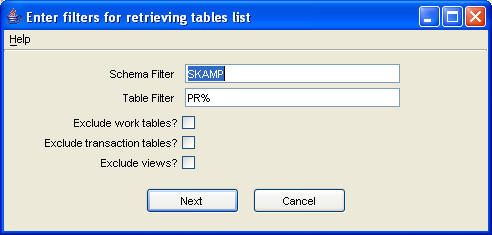 Enter filters for retrieving tables list
Help
Schema Filter SKAMP
Table Filter PR%
Exclude work tables?
Exclude transaction tables?
Exclude views?
Next Cancel